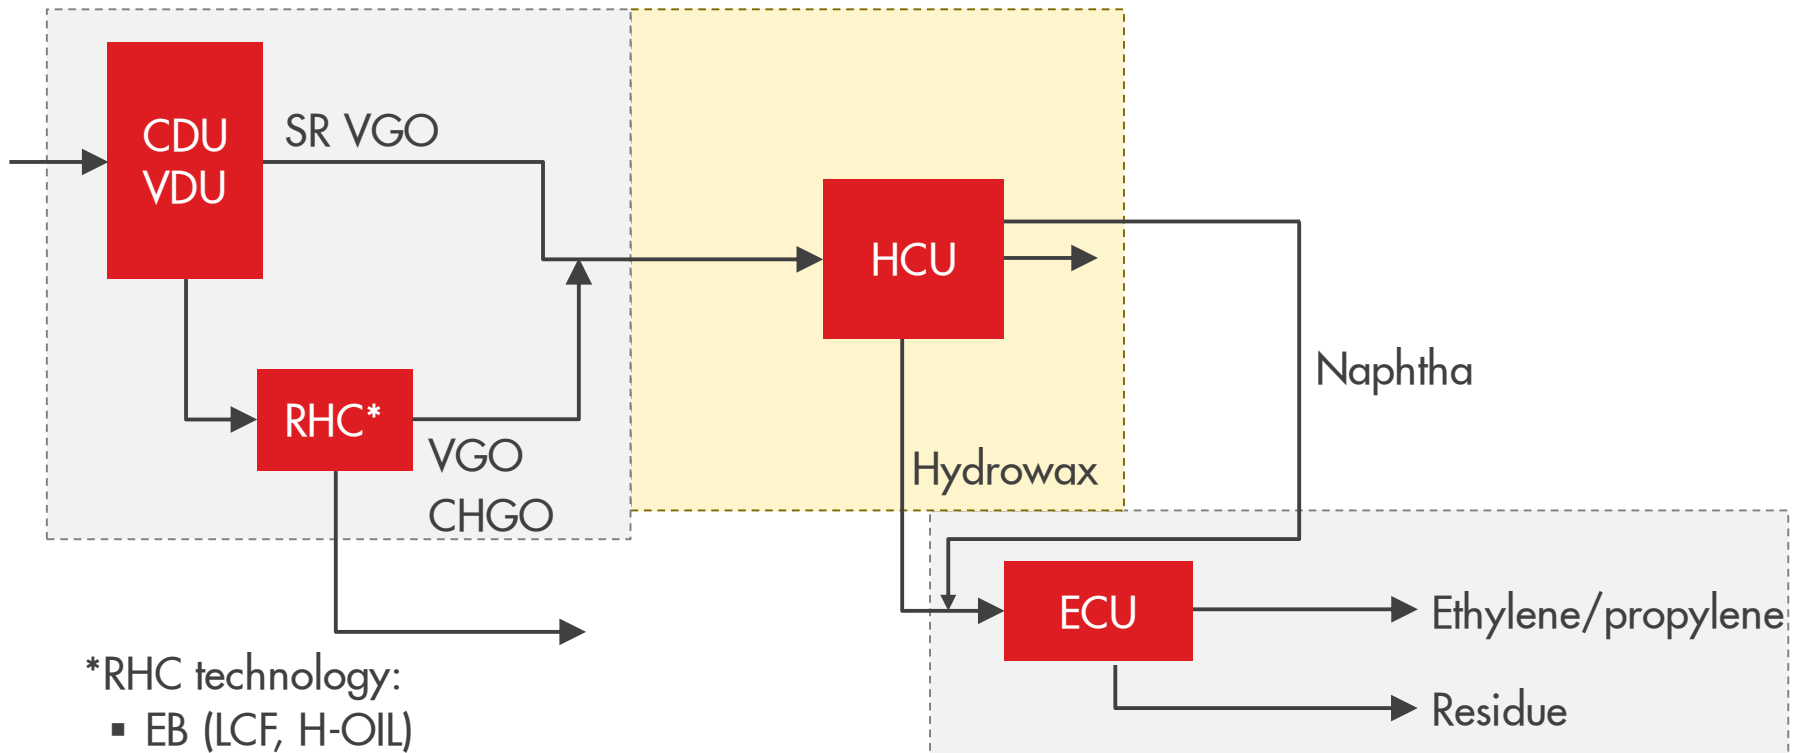 CDU
VDU
SR VGO
HCU
Naphtha
RHC*
VGO
CHGO
Hydrowax
ECU
Ethylene/propylene
Residue
*RHC technology:
▪ EB (LCF, H-OIL)